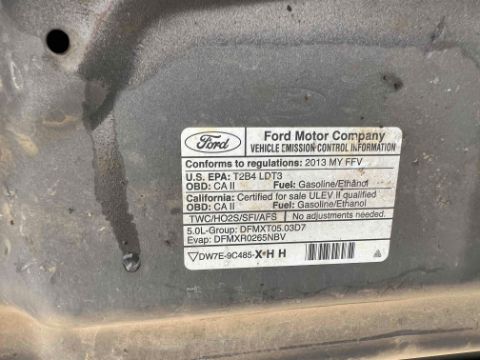 Ford
Ford Motor Company
VEHICLE EMISSION CONTROL INFORMATION
Conforms to regulations: 2013 MY FFV
U.S. EPA: T2B4 LDT3
OBD: CA II Fuel: Gasoline/Ethanol
California: Certified for sale ULEV II qualified
OBD: CA II Fuel: Gasoline/Ethanol
TWC/HO2S/SFI/AFS No adjustments needed.
5.0L-Group: DFMXT05.03D7
Evap: DFMXR0265NBV
DW7E-9C485-X H H